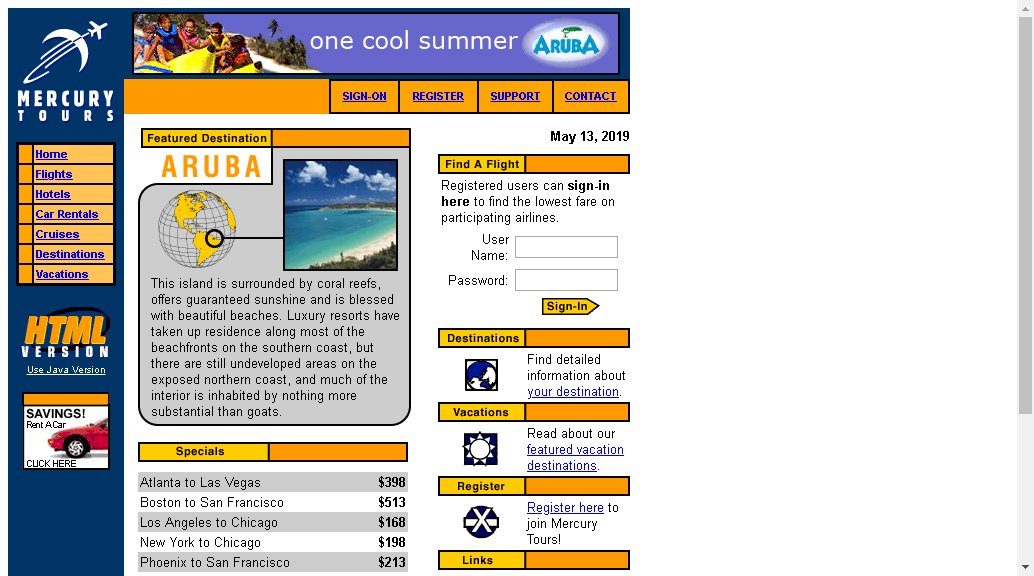 MERCURY
TOURS
one cool summer
ARUBA
SIGN-ON
REGISTER
SUPPORT
CONTACT
Home
Flights
Hotels
Car Rentals
Cruises
Destinations
Vacations
HTML
VERSION
Use Java Version
SAVINGS!
Rent A Car
CLICK HERE
Featured Destination
ARUBA
This island is surrounded by coral reefs,
offers guaranteed sunshine and is blessed
with beautiful beaches. Luxury resorts have
taken up residence along most of the
beachfronts on the southern coast, but
there are still undeveloped areas on the
exposed northern coast, and much of the
interior is inhabited by nothing more
substantial than goats.
Specials
Atlanta to Las Vegas $398
Boston to San Francisco $513
Los Angeles to Chicago $168
New York to Chicago $198
Phoenix to San Francisco $213
May 13, 2019
Find A Flight
Registered users can sign-in
here to find the lowest fare on
participating airlines.
User
Name:
Password:
Sign-In
Destinations
Find detailed
information about
your destination.
Vacations
Read about our
featured vacation
destinations.
Register
Register here to
join Mercury
Tours!
Links